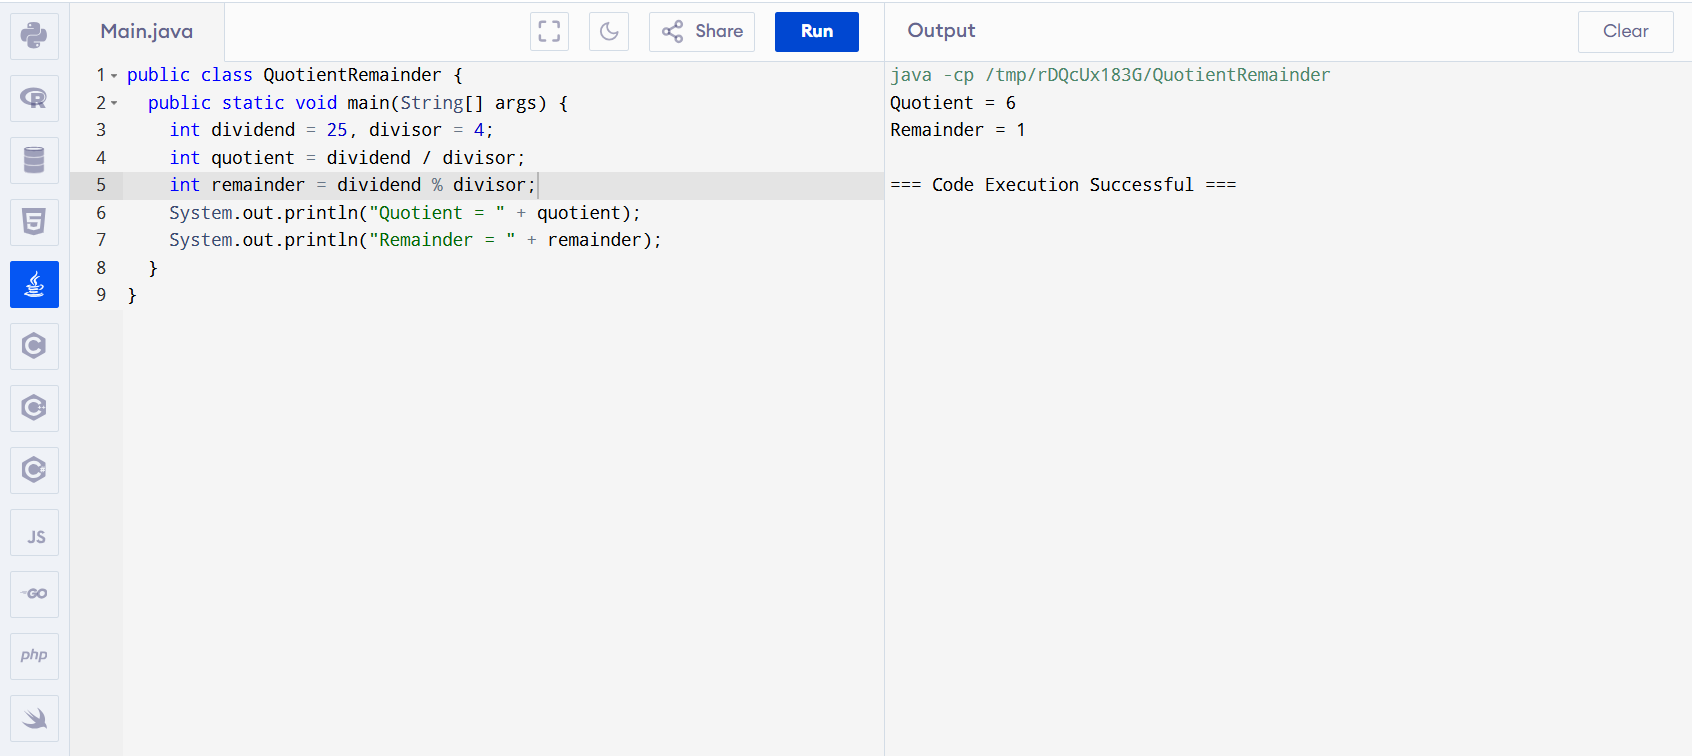 Main.java
Share
Run
Output
Clear
1 public class QuotientRemainder {
2   public static void main(String[] args) {
3     int dividend = 25, divisor = 4;
4     int quotient = dividend / divisor;
5     int remainder = dividend % divisor;
6     System.out.println("Quotient = " + quotient);
7     System.out.println("Remainder = " + remainder);
8   }
9 }
java -cp /tmp/rDQcUx183G/QuotientRemainder
Quotient = 6
Remainder = 1
=== Code Execution Successful ===
R
5
C
C+
C#
JS
GO
php